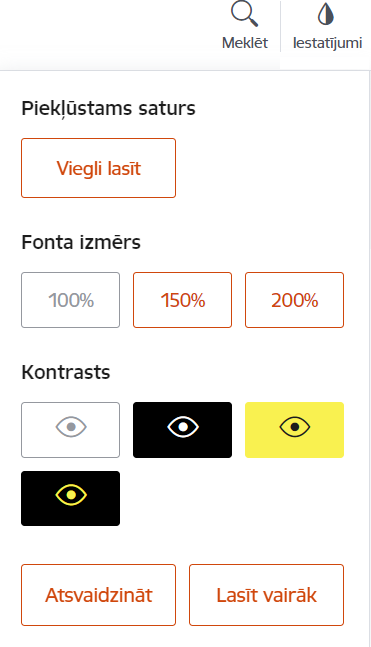 Meklēt
Iestatījumi
Piekļūstams saturs
Viegli lasīt
Fonta izmērs
100% 150% 200%
Kontrasts
Atsvaidzināt Lasīt vairāk